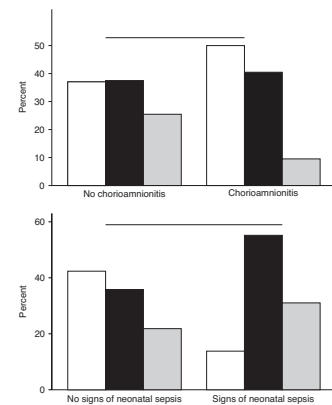 50
40
30
20
10
0
Percent
No chorioamnionitis
Chorioamnionitis
60
40
20
0
Percent
No signs of neonatal sepsis
Signs of neonatal sepsis